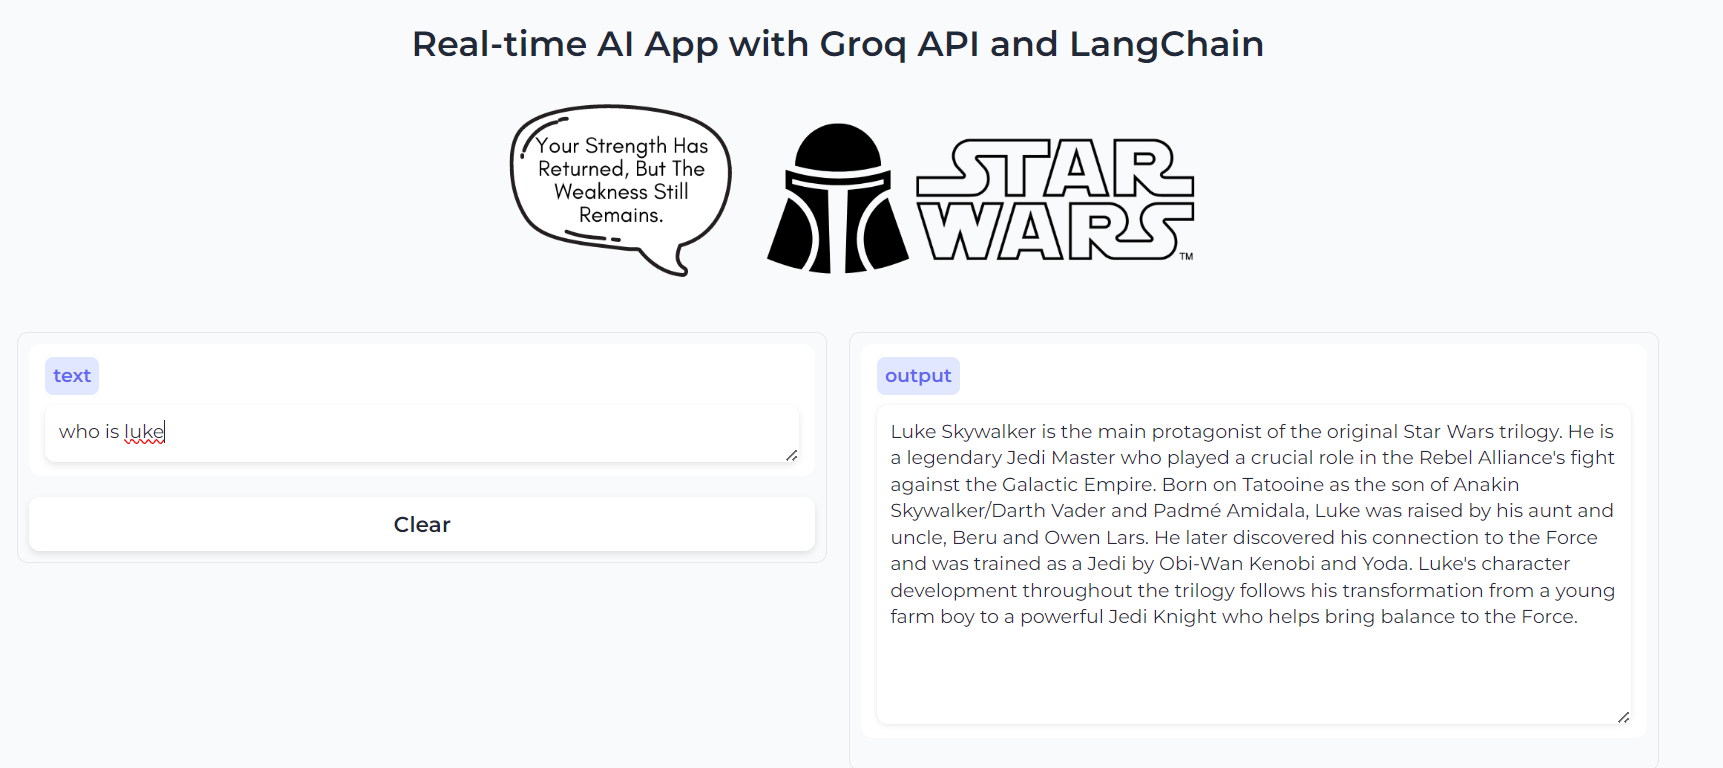 Real-time AI App with Groq API and LangChain
Your Strength Has
Returned, But The
Weakness Still
Remains.
STAR
WARS
TM
text
who is luke
Clear
output
Luke Skywalker is the main protagonist of the original Star Wars trilogy. He is
a legendary Jedi Master who played a crucial role in the Rebel Alliance's fight
against the Galactic Empire. Born on Tatooine as the son of Anakin
Skywalker/Darth Vader and Padmé Amidala, Luke was raised by his aunt and
uncle, Beru and Owen Lars. He later discovered his connection to the Force
and was trained as a Jedi by Obi-Wan Kenobi and Yoda. Luke's character
development throughout the trilogy follows his transformation from a young
farm boy to a powerful Jedi Knight who helps bring balance to the Force.